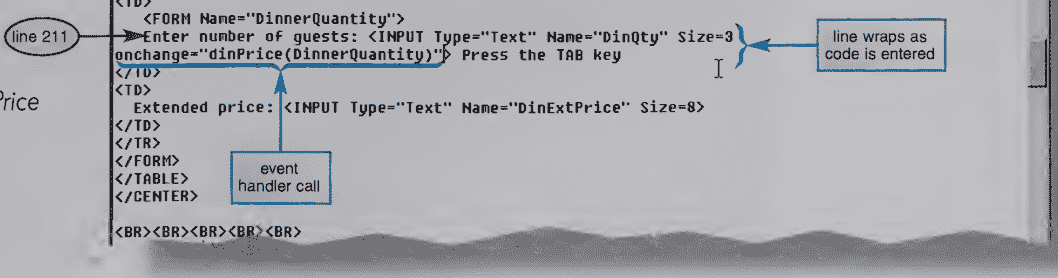 <TD>
<FORM Name="DinnerQuantity">
line 211
Enter number of guests: <INPUT Type="Text" Name="DinQty" Size=3
onchange="dinPrice(DinnerQuantity)"> Press the TAB key
line wraps as
code is entered
</TD>
<TD>
Price
Extended price: <INPUT Type="Text" Name="DinExtPrice" Size=8>
</TD>
</TR>
</FORM>
</TABLE>
</CENTER>
event
handler call
<BR><BR><BR><BR><BR>